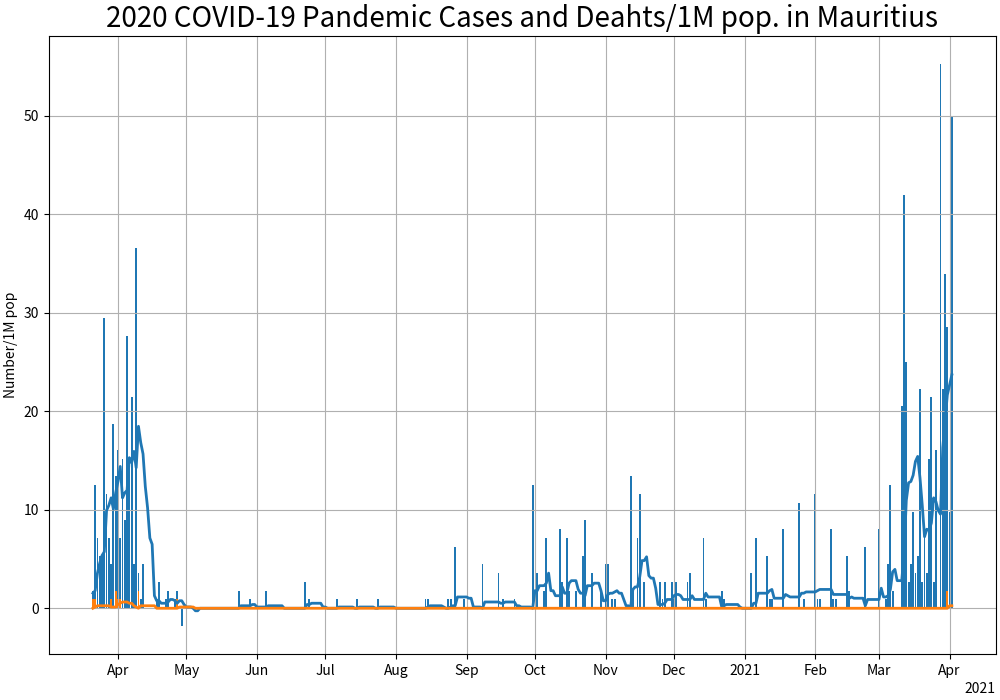 2020 COVID-19 Pandemic Cases and Deahts/1M pop. in Mauritius
Number/1M pop
50
40
30
20
10
0
Apr May Jun Jul Aug Sep Oct Nov Dec 2021 Feb Mar Apr
2021